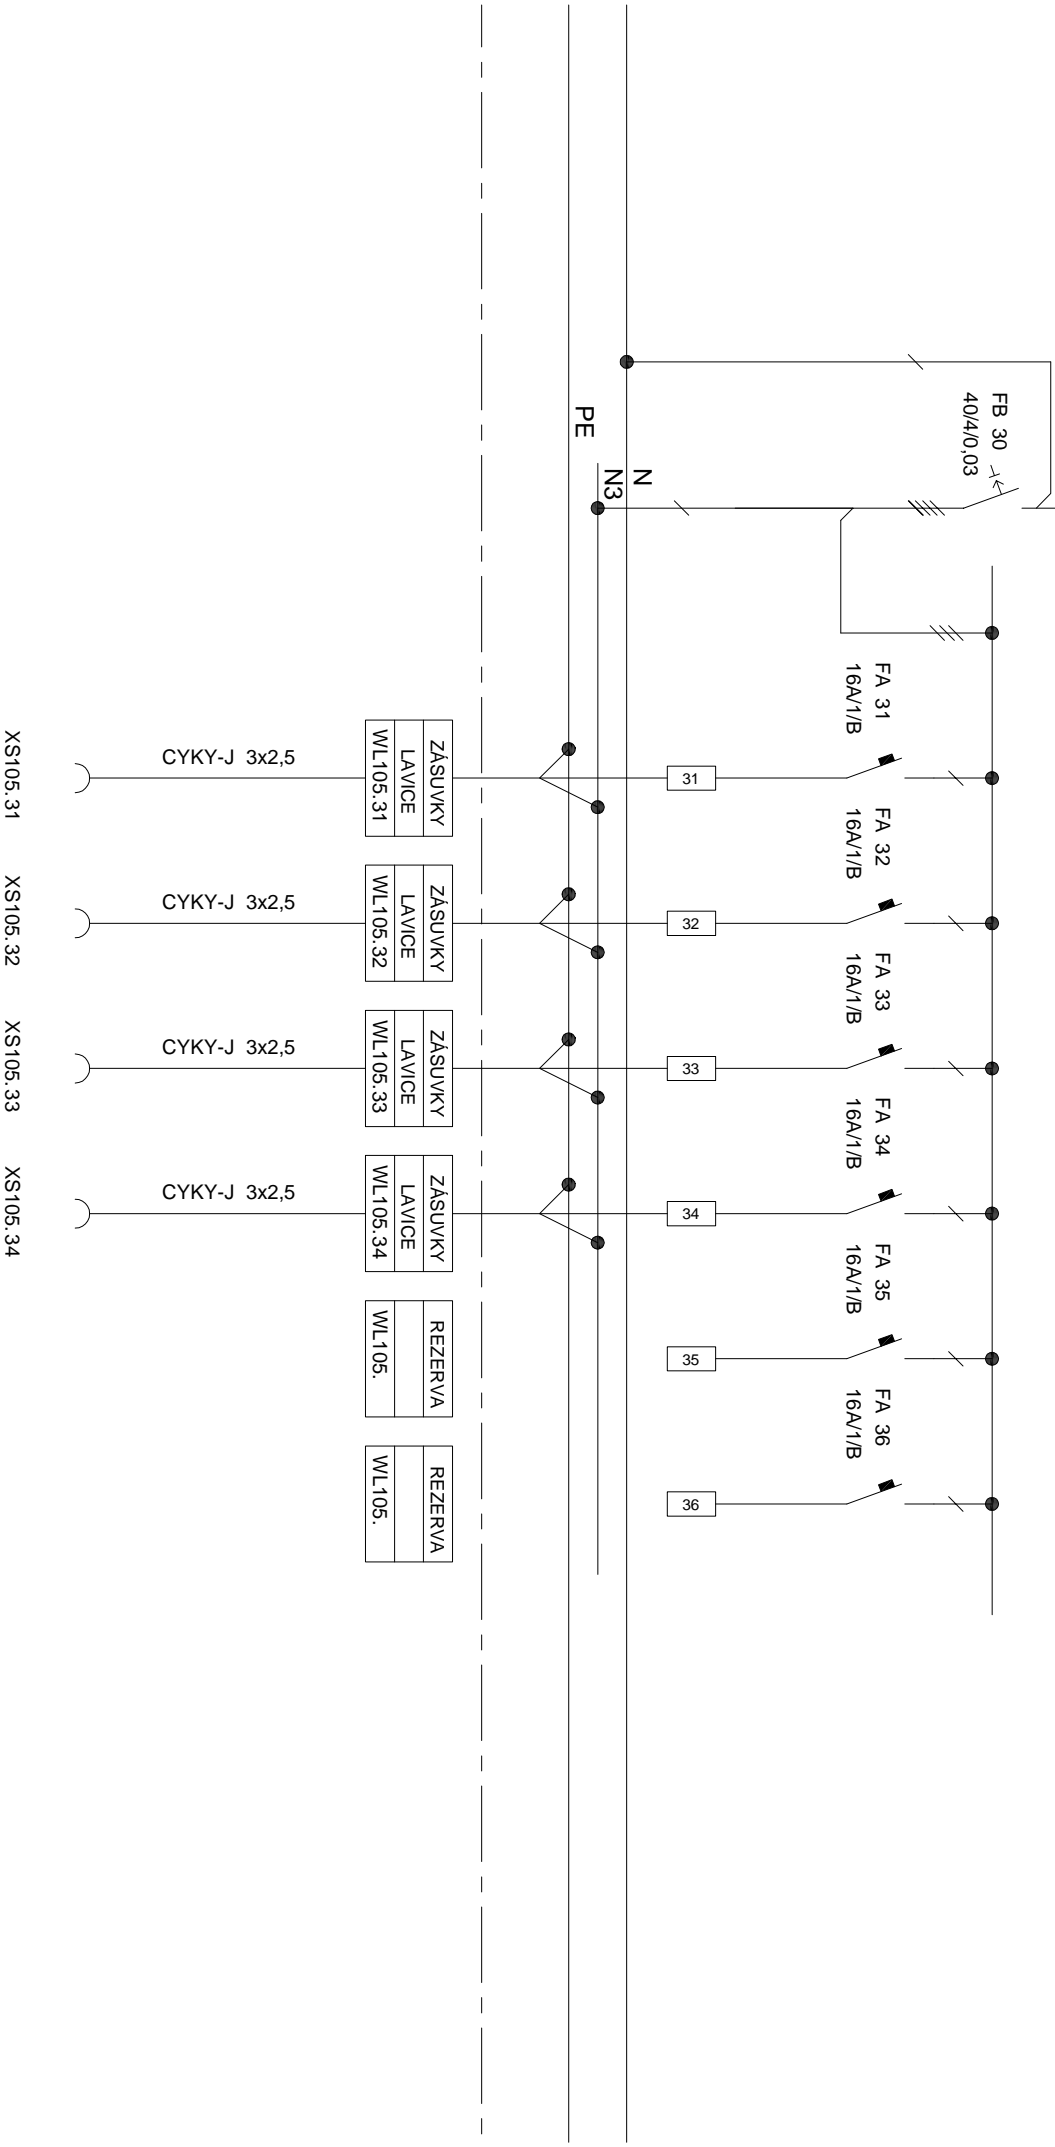 FB 30
40/4/0,03
N
N3
PE
FA 31
16A/1/B
FA 32
16A/1/B
FA 33
16A/1/B
FA 34
16A/1/B
FA 35
16A/1/B
FA 36
16A/1/B
31
32
33
34
35
36
ZÁSUVKY
LAVICE
WL105.31
ZÁSUVKY
LAVICE
WL105.32
ZÁSUVKY
LAVICE
WL105.33
ZÁSUVKY
LAVICE
WL105.34
REZERVA
WL105.
REZERVA
WL105.
CYKY-J 3x2,5
CYKY-J 3x2,5
CYKY-J 3x2,5
CYKY-J 3x2,5
XS105.31
XS105.32
XS105.33
XS105.34